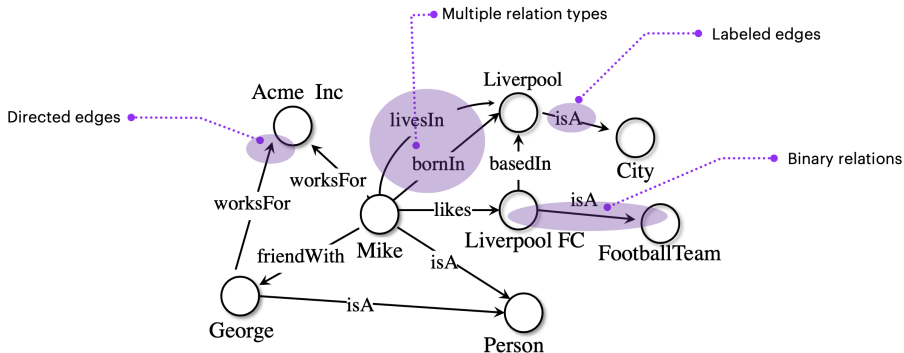 Multiple relation types
Labeled edges
Liverpool
Acme Inc
Directed edges
livesIn
isA
bornIn
basedIn
Binary relations
City
worksFor
worksFor
isA
likes
Liverpool FC
FootballTeam
Mike
friendWith
isA
isA
George
Person